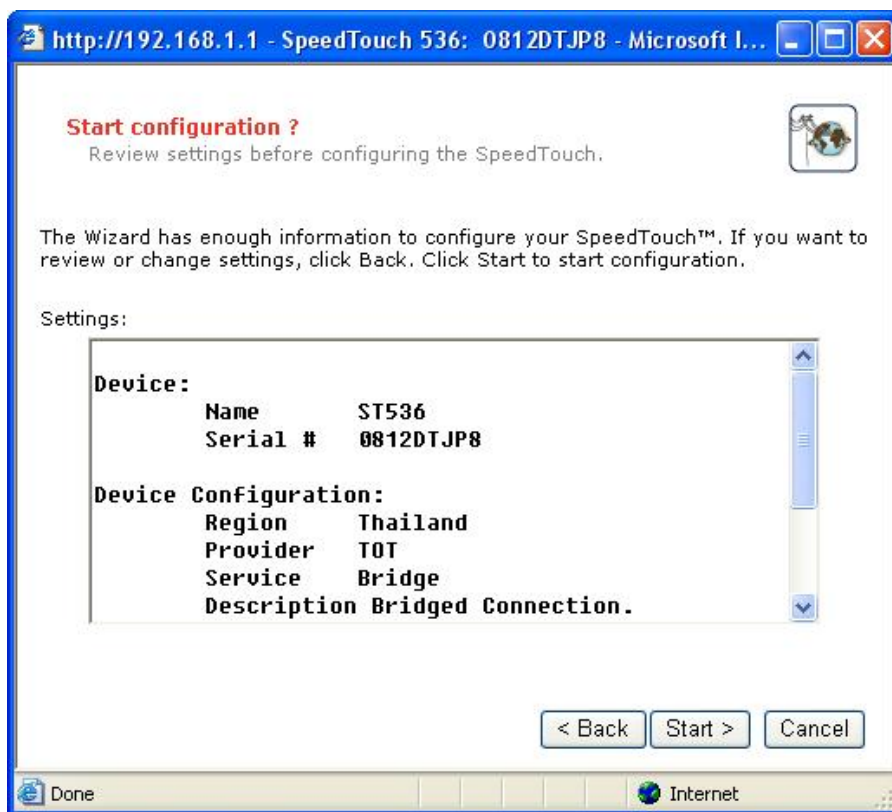 http://192.168.1.1 - SpeedTouch 536: 0812DTJP8 - Microsoft I...
Start configuration ?
Review settings before configuring the SpeedTouch.
The Wizard has enough information to configure your SpeedTouch™. If you want to
review or change settings, click Back. Click Start to start configuration.
Settings:
Device:
Name ST536
Serial # 0812DTJP8
Device Configuration:
Region Thailand
Provider TOT
Service Bridge
Description Bridged Connection.
< Back Start > Cancel
Done Internet